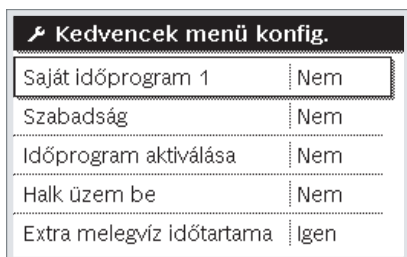 Kedvencek menü konfig.
Saját időprogram 1 Nem
Szabadság Nem
Időprogram aktiválása Nem
Halk üzem be Nem
Extra melegvíz időtartama Igen